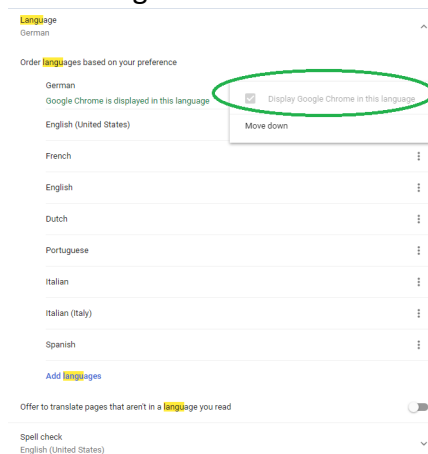 Language
German
Order languages based on your preference
German
Google Chrome is displayed in this language
Display Google Chrome in this language
English (United States)
Move down
French
English
Dutch
Portuguese
Italian
Italian (Italy)
Spanish
Add languages
Offer to translate pages that aren't in a language you read
Spell check
English (United States)